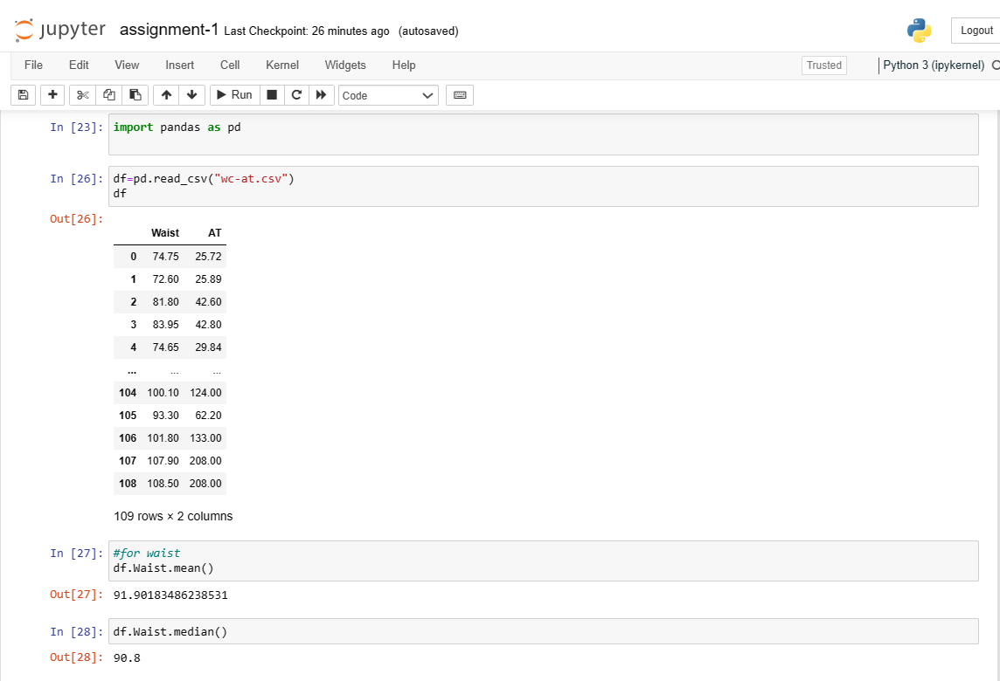 jupyter assignment-1 Last Checkpoint: 26 minutes ago (autosaved) Logout
File Edit View Insert Cell Kernel Widgets Help Trusted Python 3 (ipykernel)
Run Code
In [23]: import pandas as pd
In [26]: df=pd.read_csv("wc-at.csv")
df
Out[26]:
Waist AT
0 74.75 25.72
1 72.60 25.89
2 81.80 42.60
3 83.95 42.80
4 74.65 29.84
... ... ...
104 100.10 124.00
105 93.30 62.20
106 101.80 133.00
107 107.90 208.00
108 108.50 208.00
109 rows × 2 columns
In [27]: #for waist
df.Waist.mean()
Out[27]: 91.90183486238531
In [28]: df.Waist.median()
Out[28]: 90.8